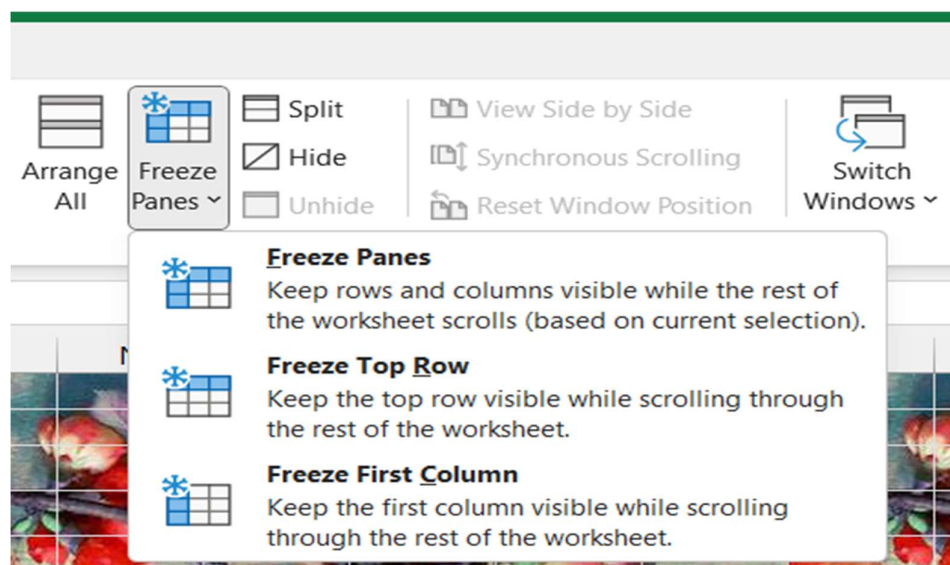 Arrange
All
Freeze
Panes
Split
Hide
Unhide
View Side by Side
Synchronous Scrolling
Reset Window Position
Switch
Windows
Freeze Panes
Keep rows and columns visible while the rest of
the worksheet scrolls (based on current selection).
Freeze Top Row
Keep the top row visible while scrolling through
the rest of the worksheet.
Freeze First Column
Keep the first column visible while scrolling
through the rest of the worksheet.